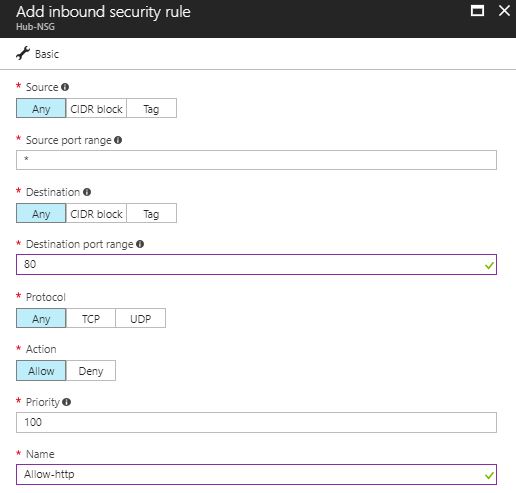 Add inbound security rule
Hub-NSG
Basic
* Source
Any CIDR block Tag
* Source port range
*
* Destination
Any CIDR block Tag
* Destination port range
80
* Protocol
Any TCP UDP
* Action
Allow Deny
* Priority
100
* Name
Allow-http